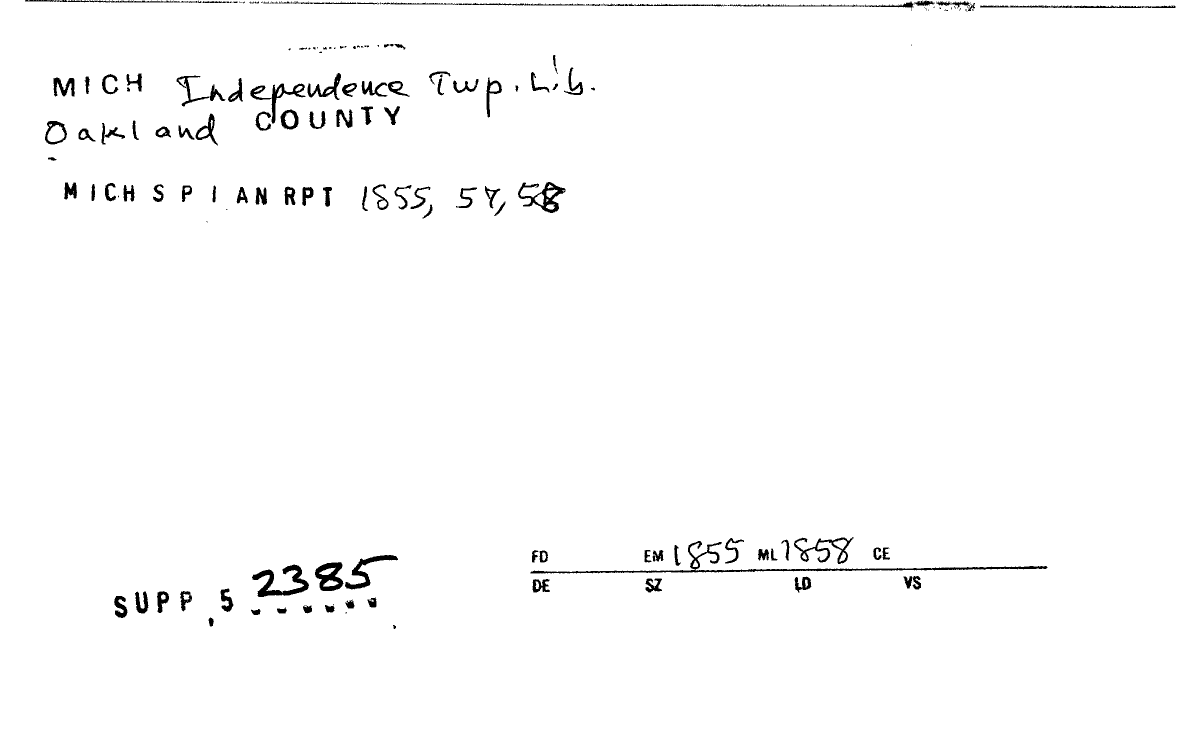 MICH Independence Twp. Lib.
Oakland COUNTY
MICH S P I AN RPT 1855, 57, 58
FD EM 1855 ML 1858 CE
DE SZ LD VS
SUPP, 5 2385